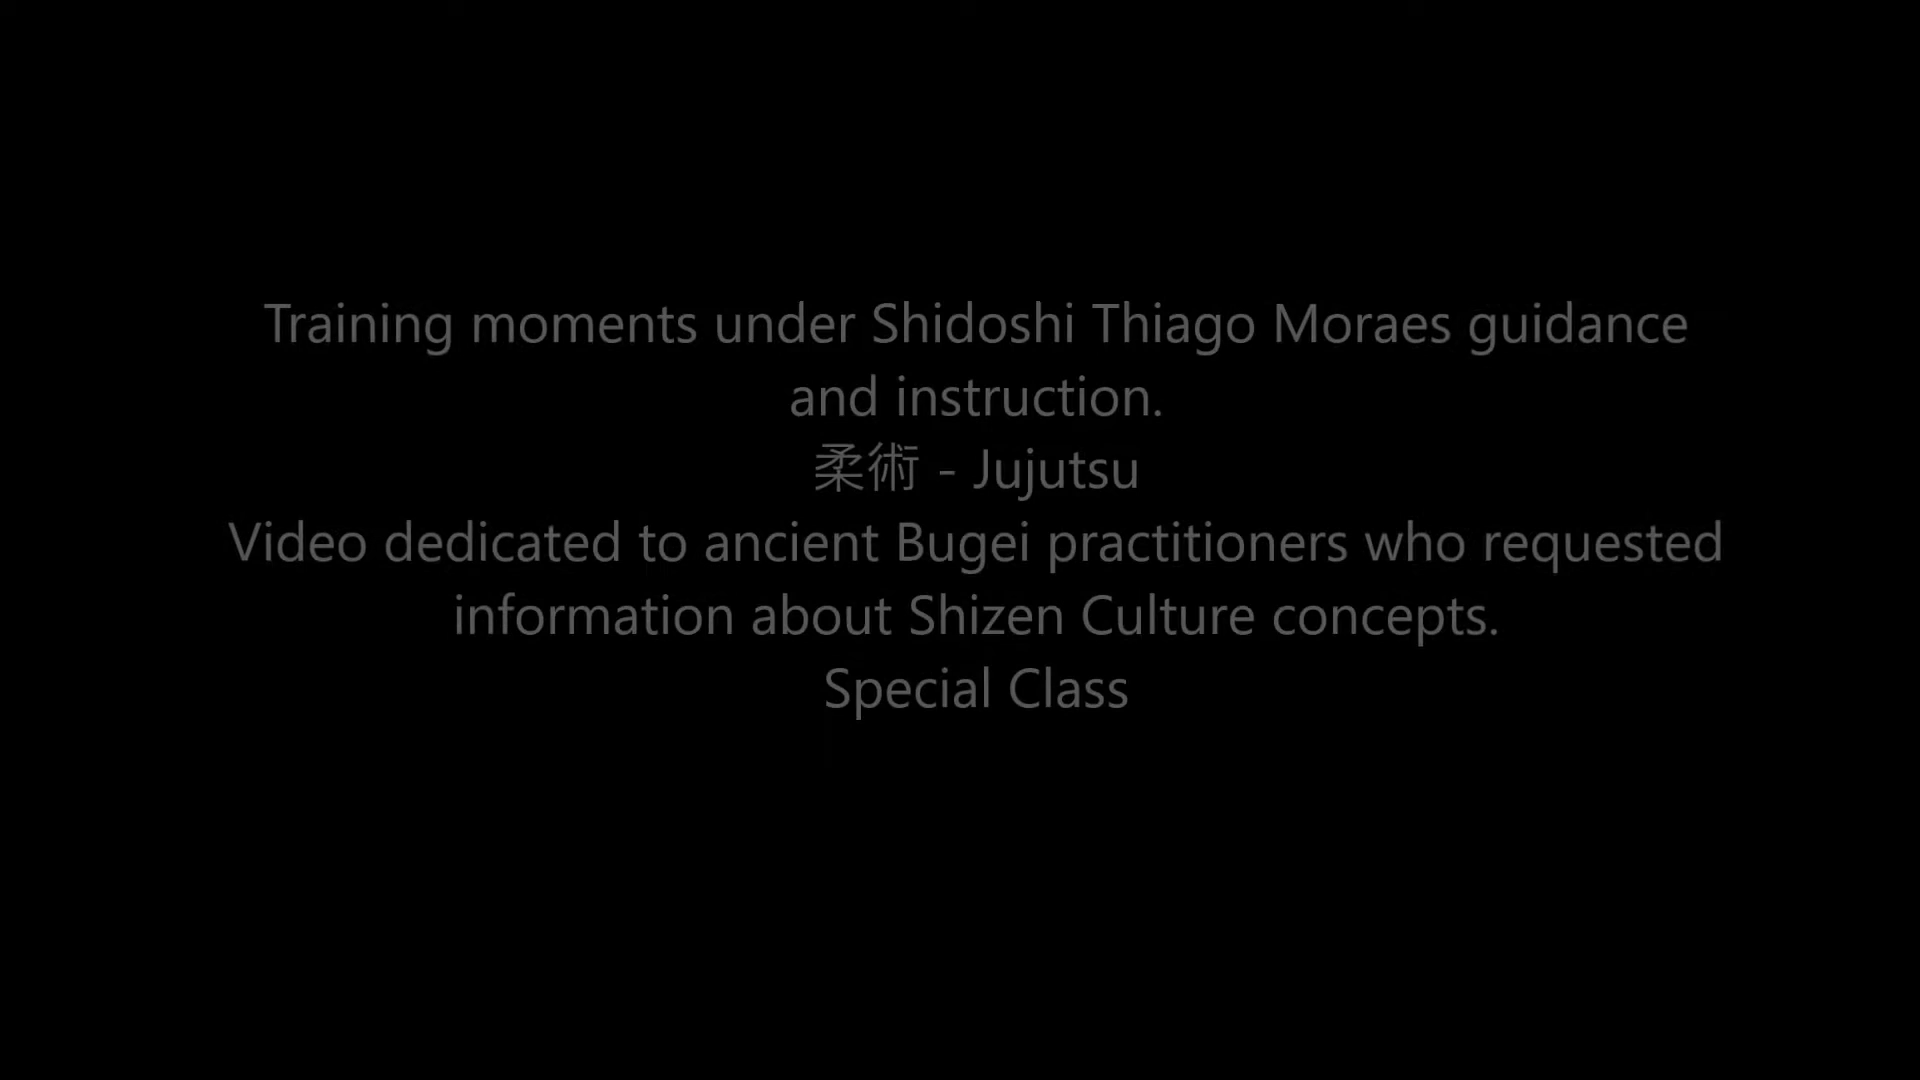 Training moments under Shidoshi Thiago Moraes guidance
and instruction.
柔術 - Jujutsu
Video dedicated to ancient Bugei practitioners who requested
information about Shizen Culture concepts.
Special Class